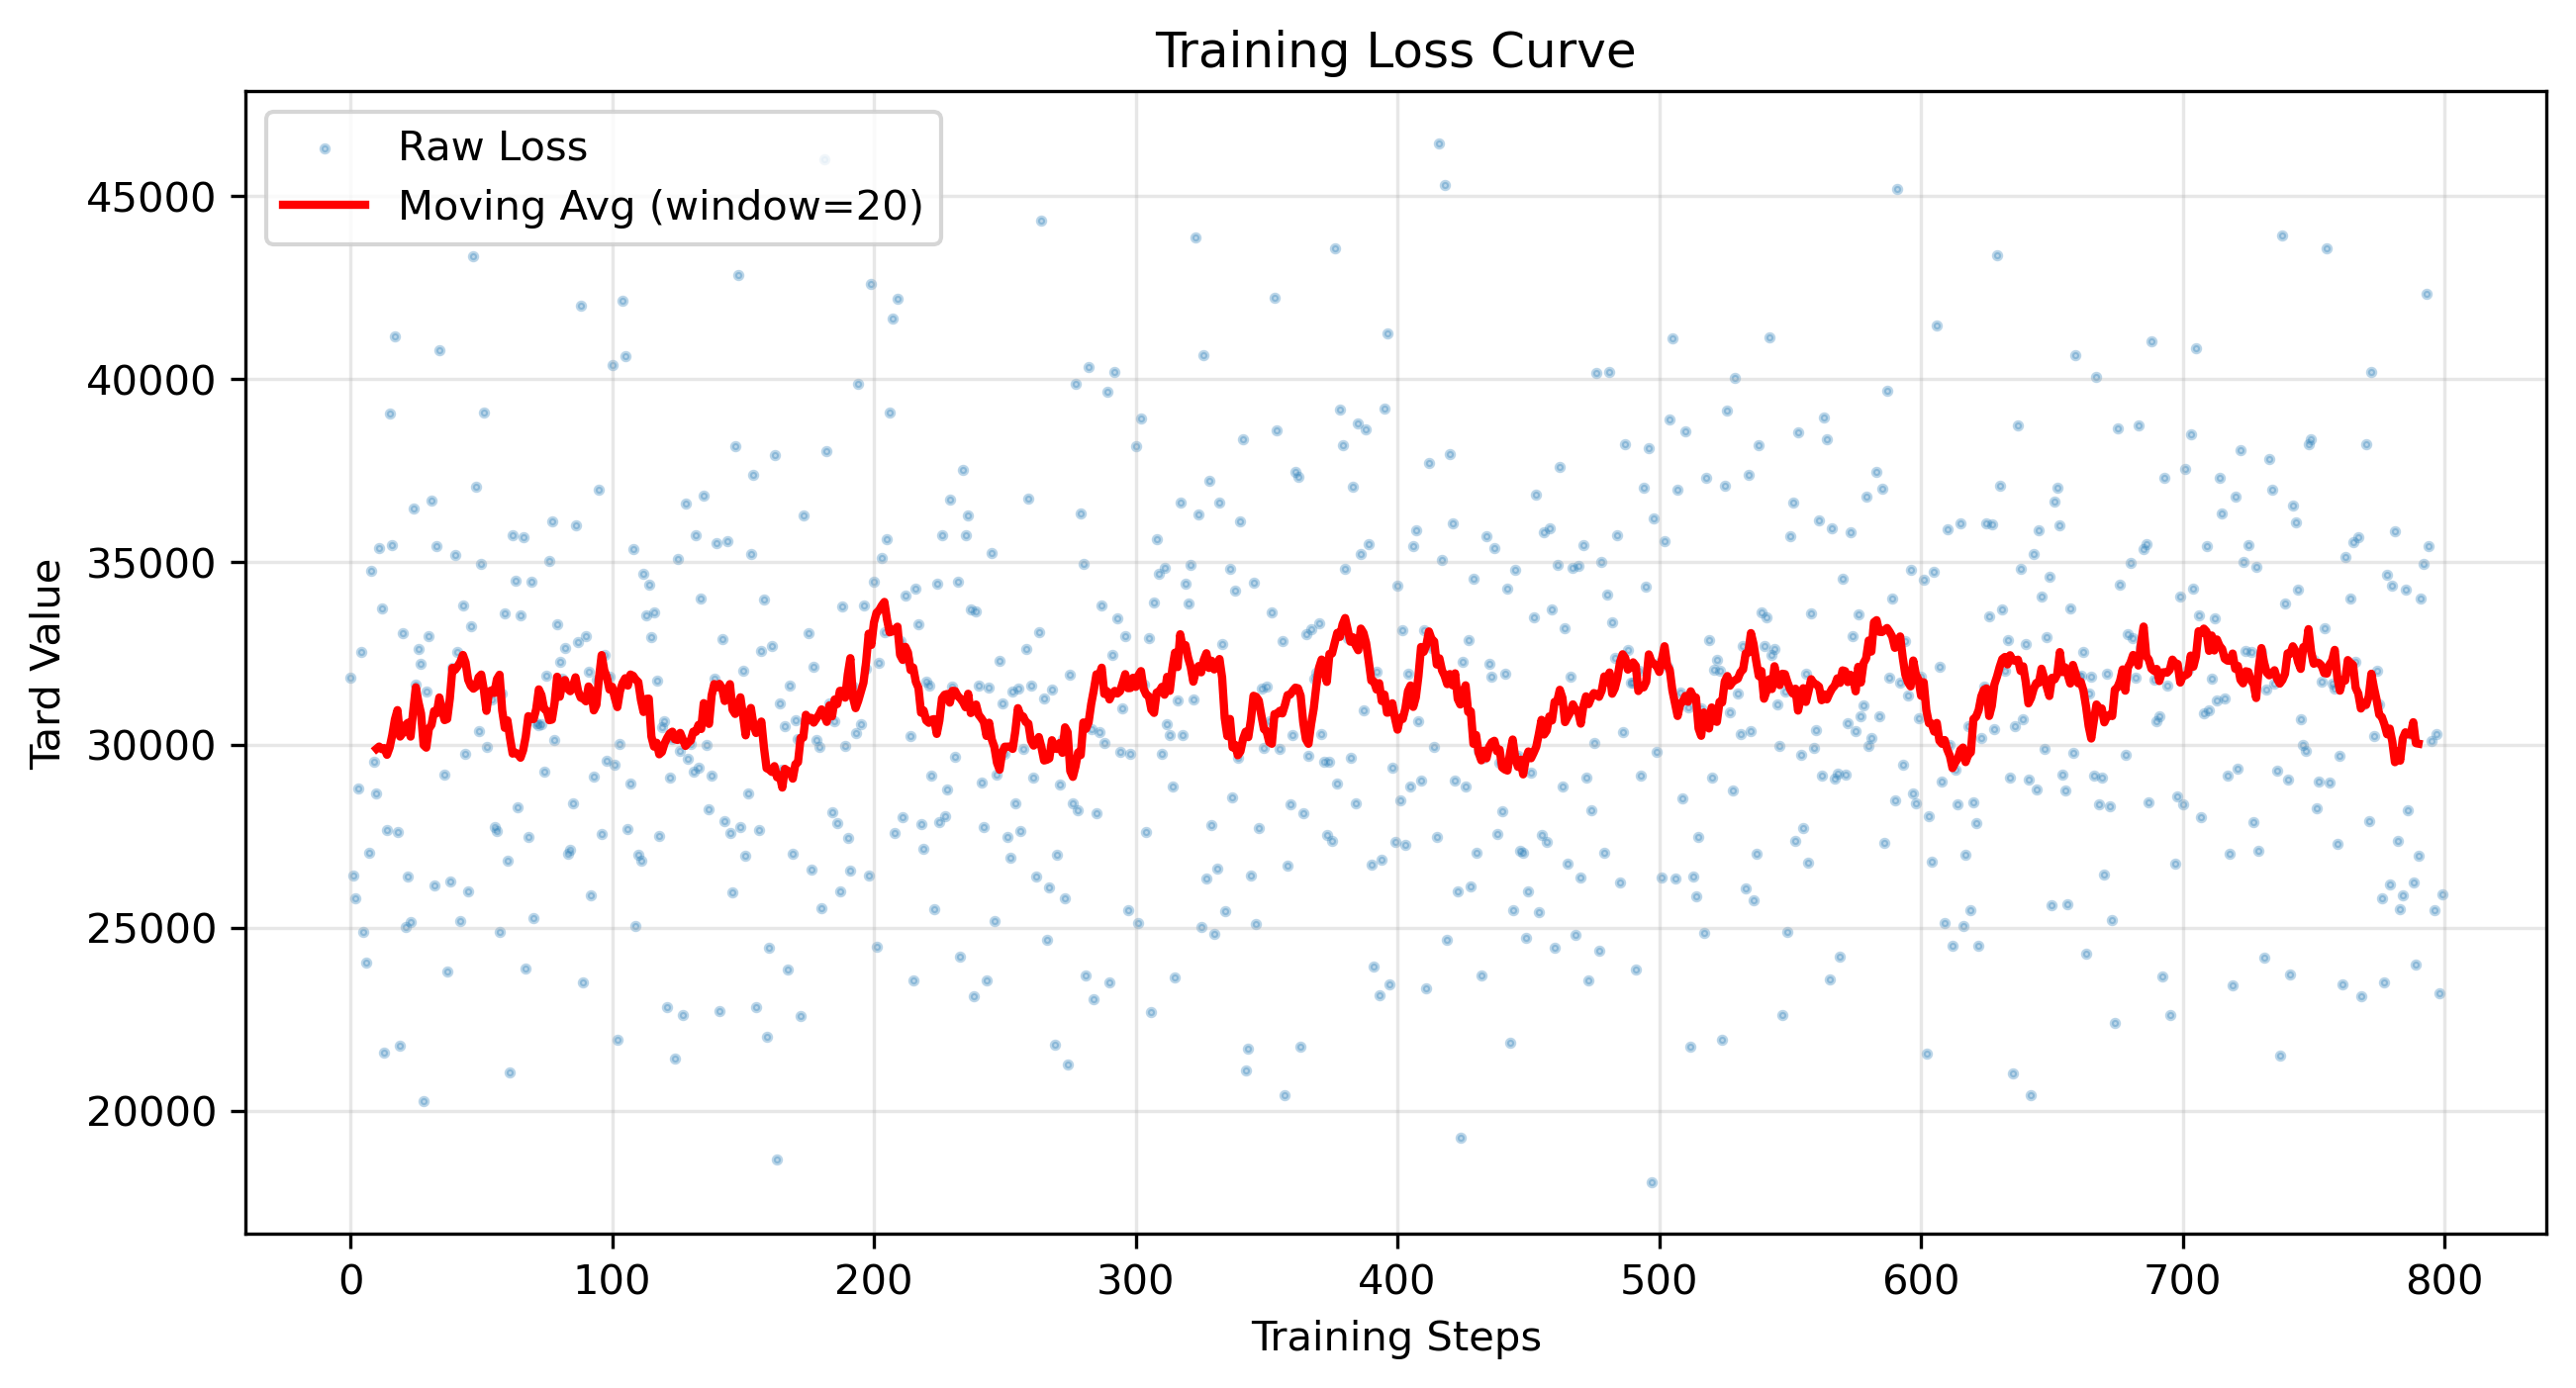 Training Loss Curve
Raw Loss
Moving Avg (window=20)
45000
40000
35000
30000
25000
20000
Tard Value
0 100 200 300 400 500 600 700 800
Training Steps